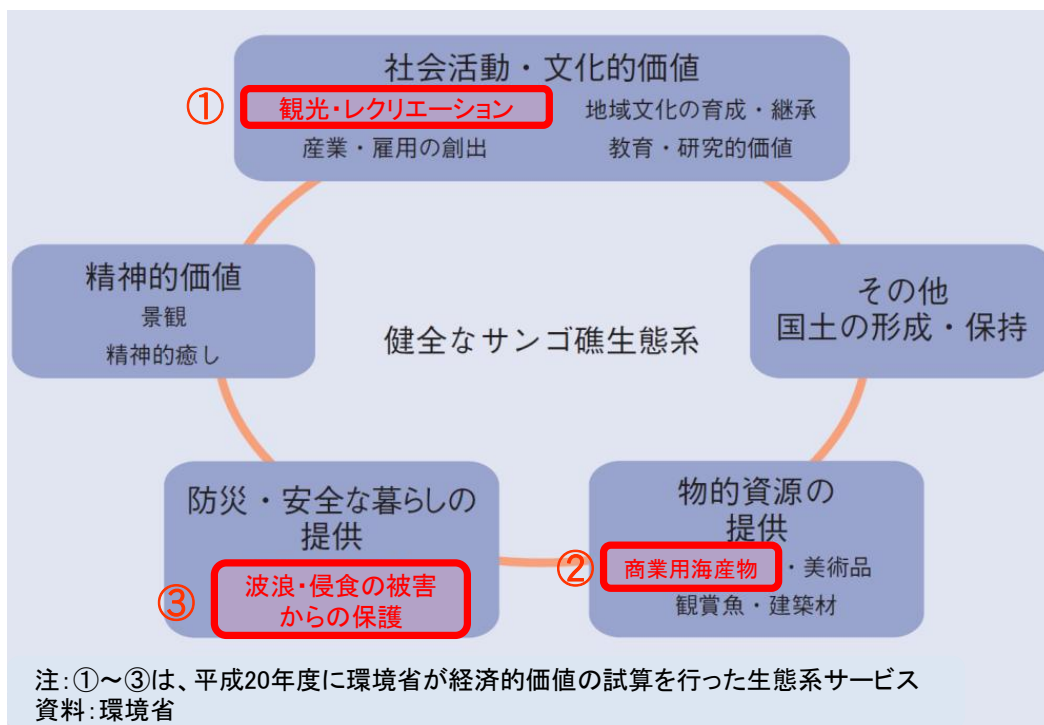 社会活動・文化的価値
① 観光・レクリエーション 地域文化の育成・継承
産業・雇用の創出 教育・研究的価値
精神的価値
景観
精神的癒し
その他
国土の形成・保持
健全なサンゴ礁生態系
防災・安全な暮らしの
提供
③ 波浪・侵食の被害
からの保護
物的資源の
提供
② 商業用海産物 ・美術品
観賞魚・建築材
注:①~③は、平成20年度に環境省が経済的価値の試算を行った生態系サービス
資料:環境省